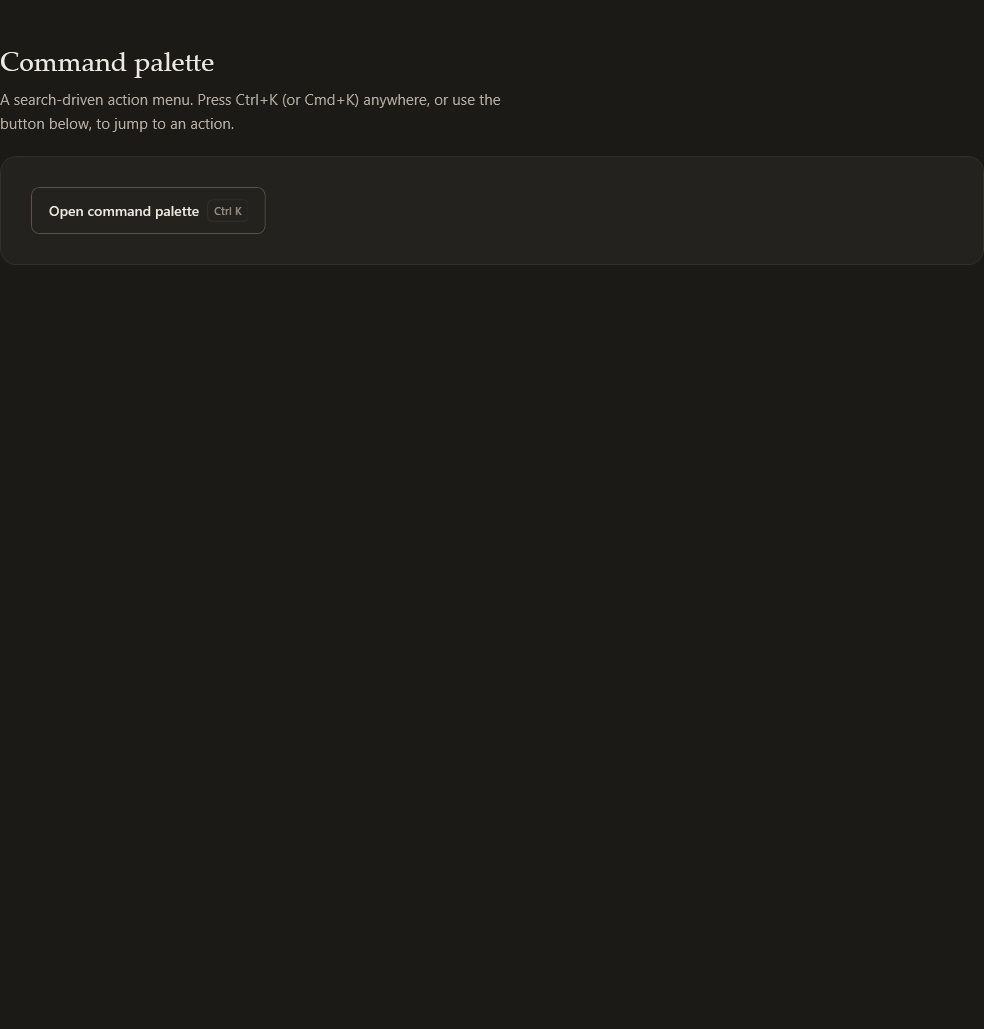 Command palette
A search-driven action menu. Press Ctrl+K (or Cmd+K) anywhere, or use the
button below, to jump to an action.
Open command palette Ctrl K